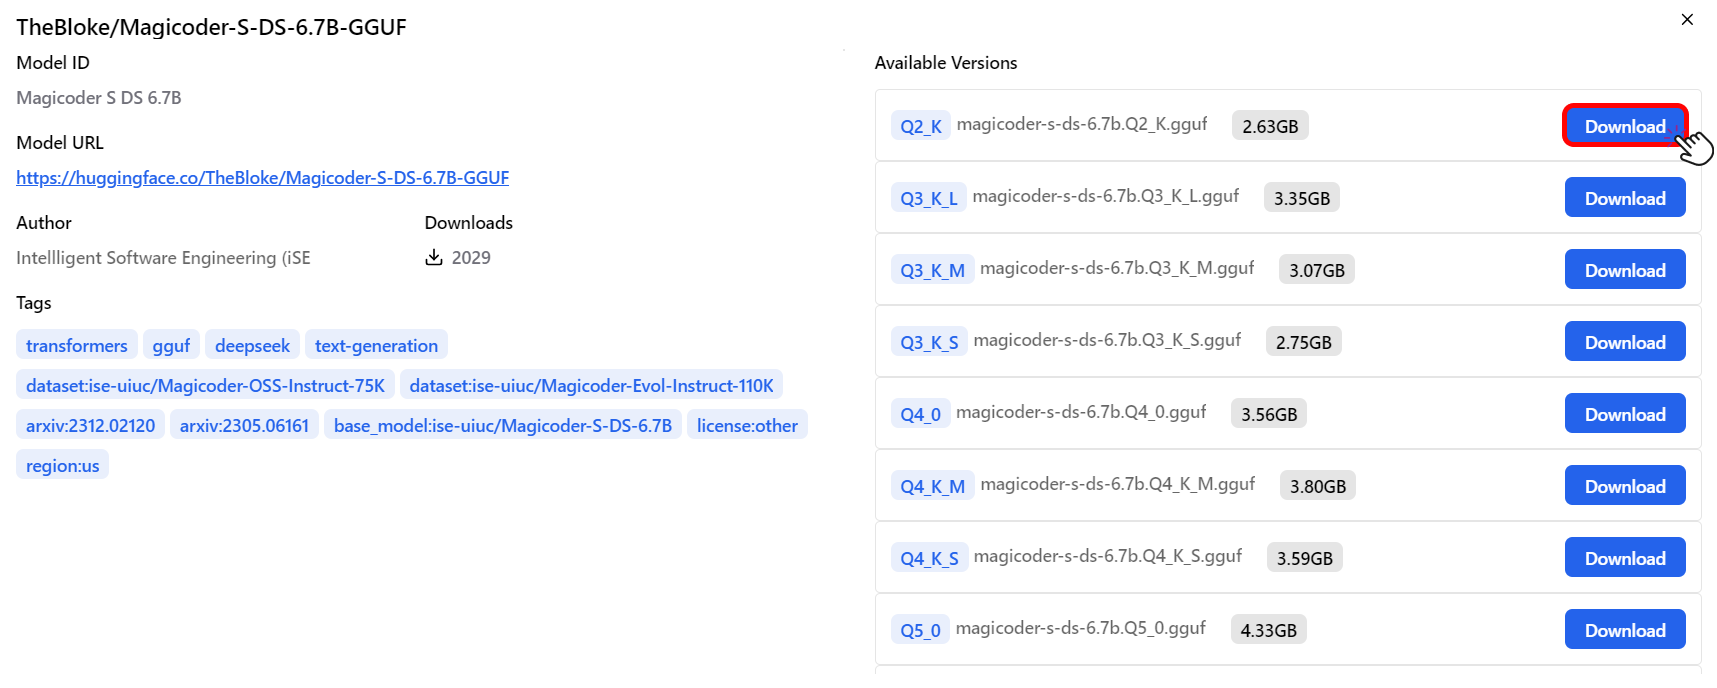 TheBloke/Magicoder-S-DS-6.7B-GGUF
Model ID
Magicoder S DS 6.7B
Model URL
https://huggingface.co/TheBloke/Magicoder-S-DS-6.7B-GGUF
Author Downloads
Intellligent Software Engineering (iSE 2029
Tags
transformers gguf deepseek text-generation
dataset:ise-uiuc/Magicoder-OSS-Instruct-75K dataset:ise-uiuc/Magicoder-Evol-Instruct-110K
arxiv:2312.02120 arxiv:2305.06161 base_model:ise-uiuc/Magicoder-S-DS-6.7B license:other
region:us
Available Versions
Q2_K magicoder-s-ds-6.7b.Q2_K.gguf 2.63GB Download
Q3_K_L magicoder-s-ds-6.7b.Q3_K_L.gguf 3.35GB Download
Q3_K_M magicoder-s-ds-6.7b.Q3_K_M.gguf 3.07GB Download
Q3_K_S magicoder-s-ds-6.7b.Q3_K_S.gguf 2.75GB Download
Q4_0 magicoder-s-ds-6.7b.Q4_0.gguf 3.56GB Download
Q4_K_M magicoder-s-ds-6.7b.Q4_K_M.gguf 3.80GB Download
Q4_K_S magicoder-s-ds-6.7b.Q4_K_S.gguf 3.59GB Download
Q5_0 magicoder-s-ds-6.7b.Q5_0.gguf 4.33GB Download